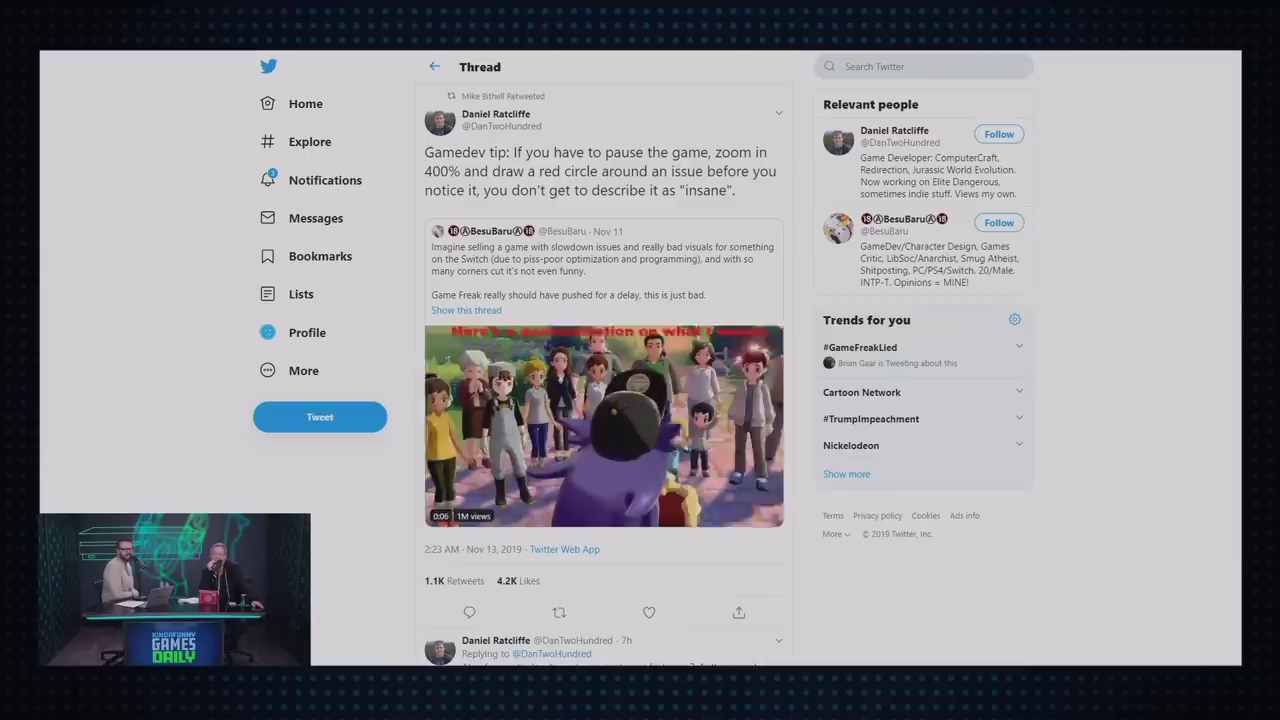 Home
Explore
Notifications
Messages
Bookmarks
Lists
Profile
More
Tweet
Thread
Mike Bithell Retweeted
Daniel Ratcliffe
@DanTwoHundred
Gamedev tip: If you have to pause the game, zoom in
400% and draw a red circle around an issue before you
notice it, you don't get to describe it as "insane".
🔞ⒶBesuBaruⒶ🔞 @BesuBaru · Nov 11
Imagine selling a game with slowdown issues and really bad visuals for something
on the Switch (due to piss-poor optimization and programming), and with so
many corners cut it's not even funny.
Game Freak really should have pushed for a delay, this is just bad.
Show this thread
Here's a
on what I
0:06 1M views
2:23 AM · Nov 13, 2019 · Twitter Web App
1.1K Retweets 4.2K Likes
Daniel Ratcliffe @DanTwoHundred · 7h
Replying to @DanTwoHundred
Search Twitter
Relevant people
Daniel Ratcliffe
@DanTwoHundred
Follow
Game Developer: ComputerCraft,
Redirection, Jurassic World Evolution.
Now working on Elite Dangerous,
sometimes indie stuff. Views my own.
🔞ⒶBesuBaruⒶ🔞
@BesuBaru
Follow
GameDev/Character Design, Games
Critic, LibSoc/Anarchist, Smug Atheist,
Shitposting, PC/PS4/Switch. 20/Male.
INTP-T. Opinions = MINE!
Trends for you
#GameFreakLied
Brian Gaar is Tweeting about this
Cartoon Network
#TrumpImpeachment
Nickelodeon
Show more
Terms Privacy policy Cookies Ads info
More © 2019 Twitter, Inc.
KINDA FUNNY
GAMES
DAILY